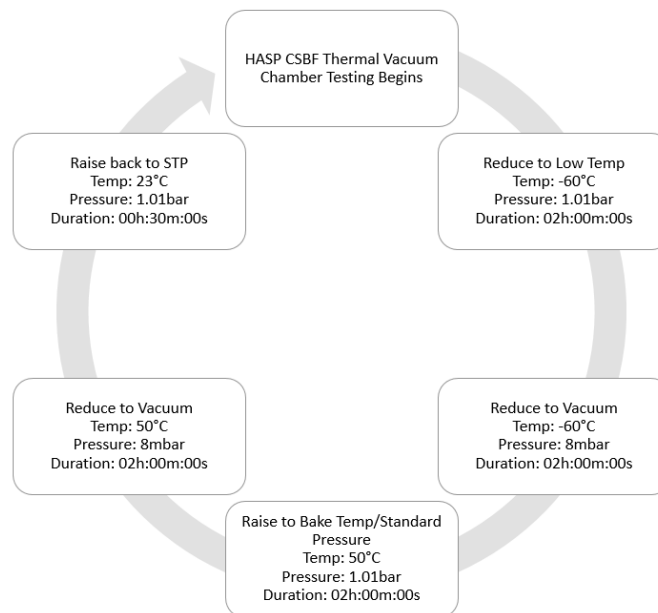 HASP CSBF Thermal Vacuum
Chamber Testing Begins
Reduce to Low Temp
Temp: -60°C
Pressure: 1.01bar
Duration: 02h:00m:00s
Reduce to Vacuum
Temp: -60°C
Pressure: 8mbar
Duration: 02h:00m:00s
Raise to Bake Temp/Standard
Pressure
Temp: 50°C
Pressure: 1.01bar
Duration: 02h:00m:00s
Reduce to Vacuum
Temp: 50°C
Pressure: 8mbar
Duration: 02h:00m:00s
Raise back to STP
Temp: 23°C
Pressure: 1.01bar
Duration: 00h:30m:00s